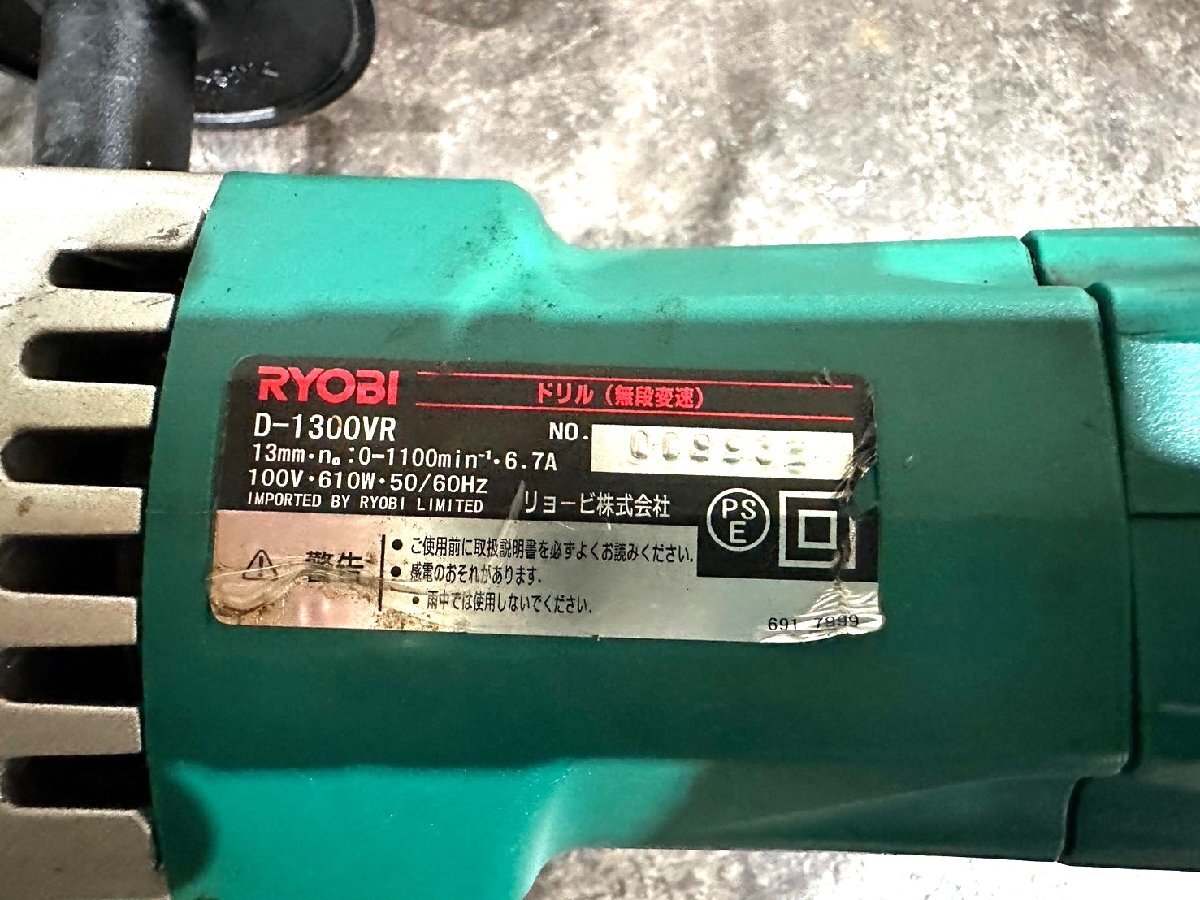 RYOBI ドリル（無段変速）
D-1300VR NO.
13mm・n₀:0-1100min⁻¹・6.7A
100V・610W・50/60Hz
IMPORTED BY RYOBI LIMITED リョービ株式会社
PS
E
警告
● ご使用前に取扱説明書を必ずよくお読みください.
● 感電のおそれがあります.
● 雨中では使用しないでください.
691